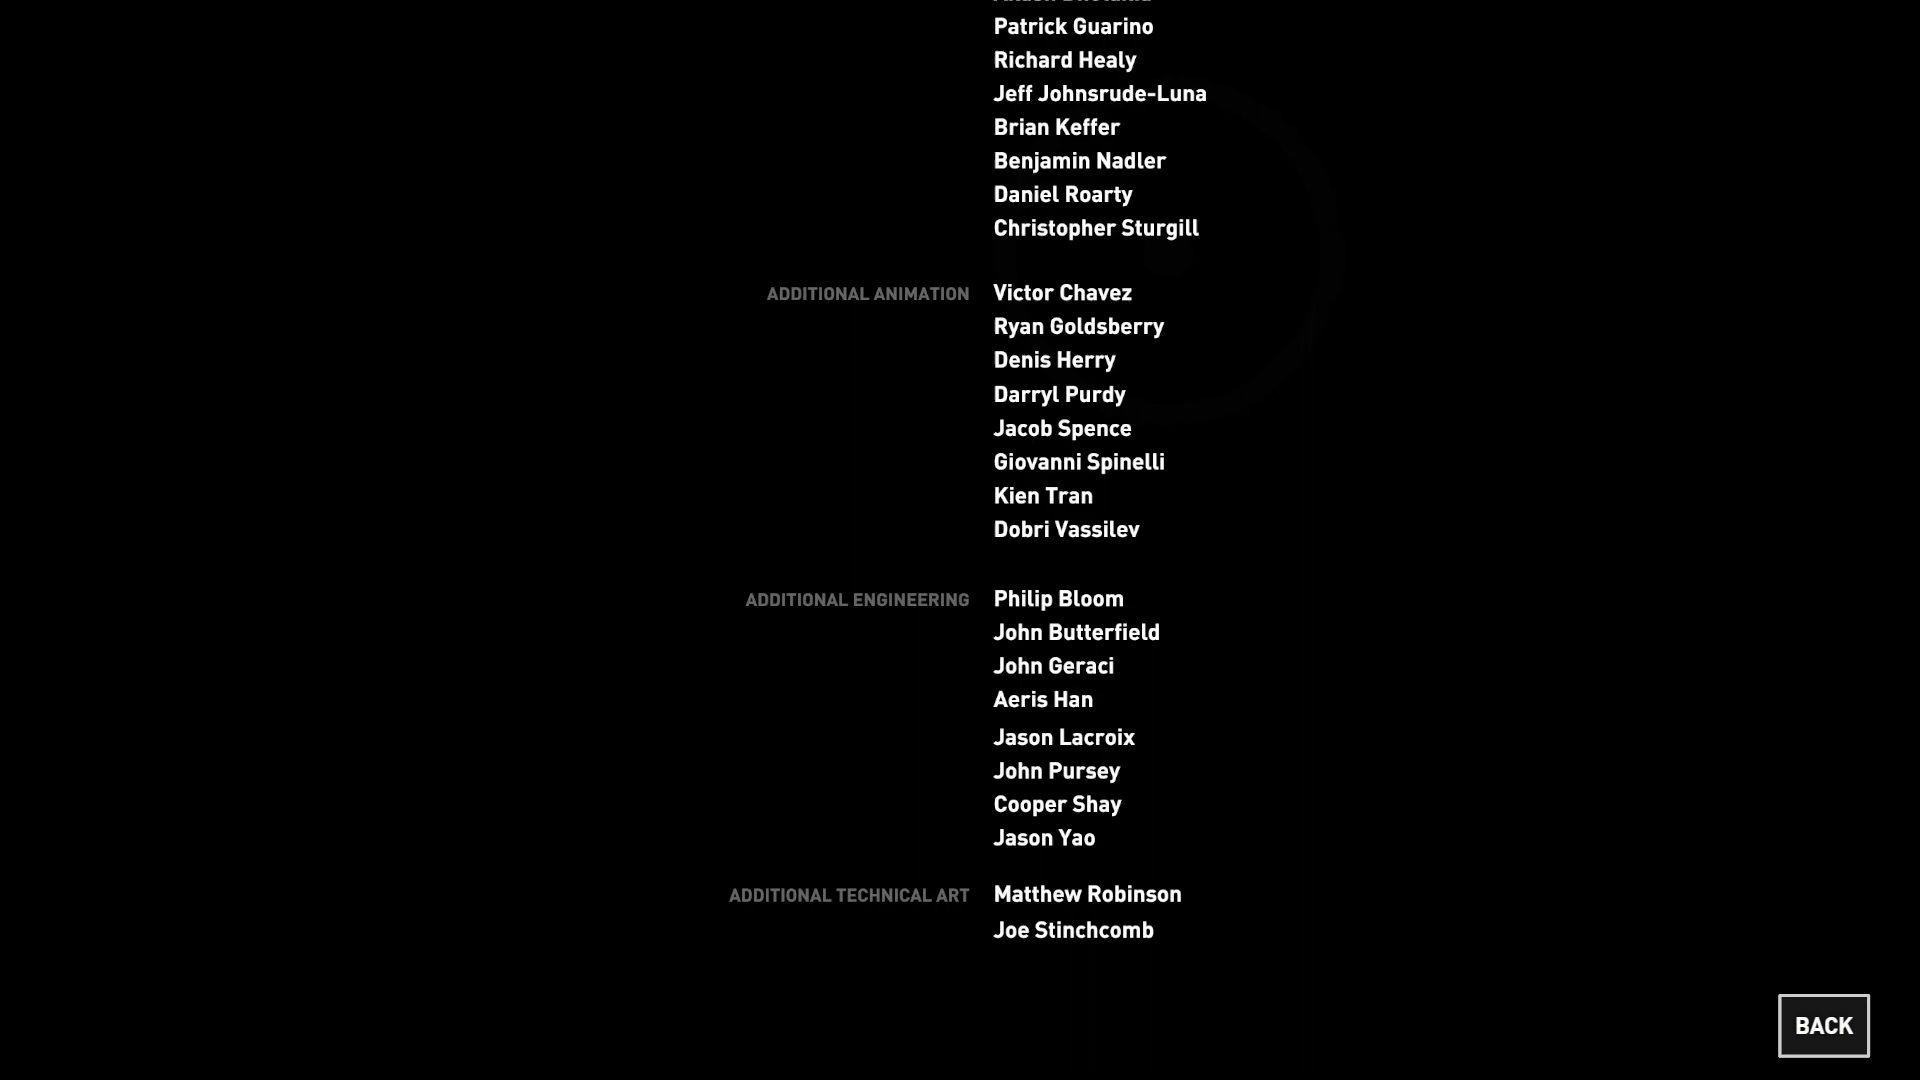 Patrick Guarino
Richard Healy
Jeff Johnsrude-Luna
Brian Keffer
Benjamin Nadler
Daniel Roarty
Christopher Sturgill
ADDITIONAL ANIMATION Victor Chavez
Ryan Goldsberry
Denis Herry
Darryl Purdy
Jacob Spence
Giovanni Spinelli
Kien Tran
Dobri Vassilev
ADDITIONAL ENGINEERING Philip Bloom
John Butterfield
John Geraci
Aeris Han
Jason Lacroix
John Pursey
Cooper Shay
Jason Yao
ADDITIONAL TECHNICAL ART Matthew Robinson
Joe Stinchcomb
BACK